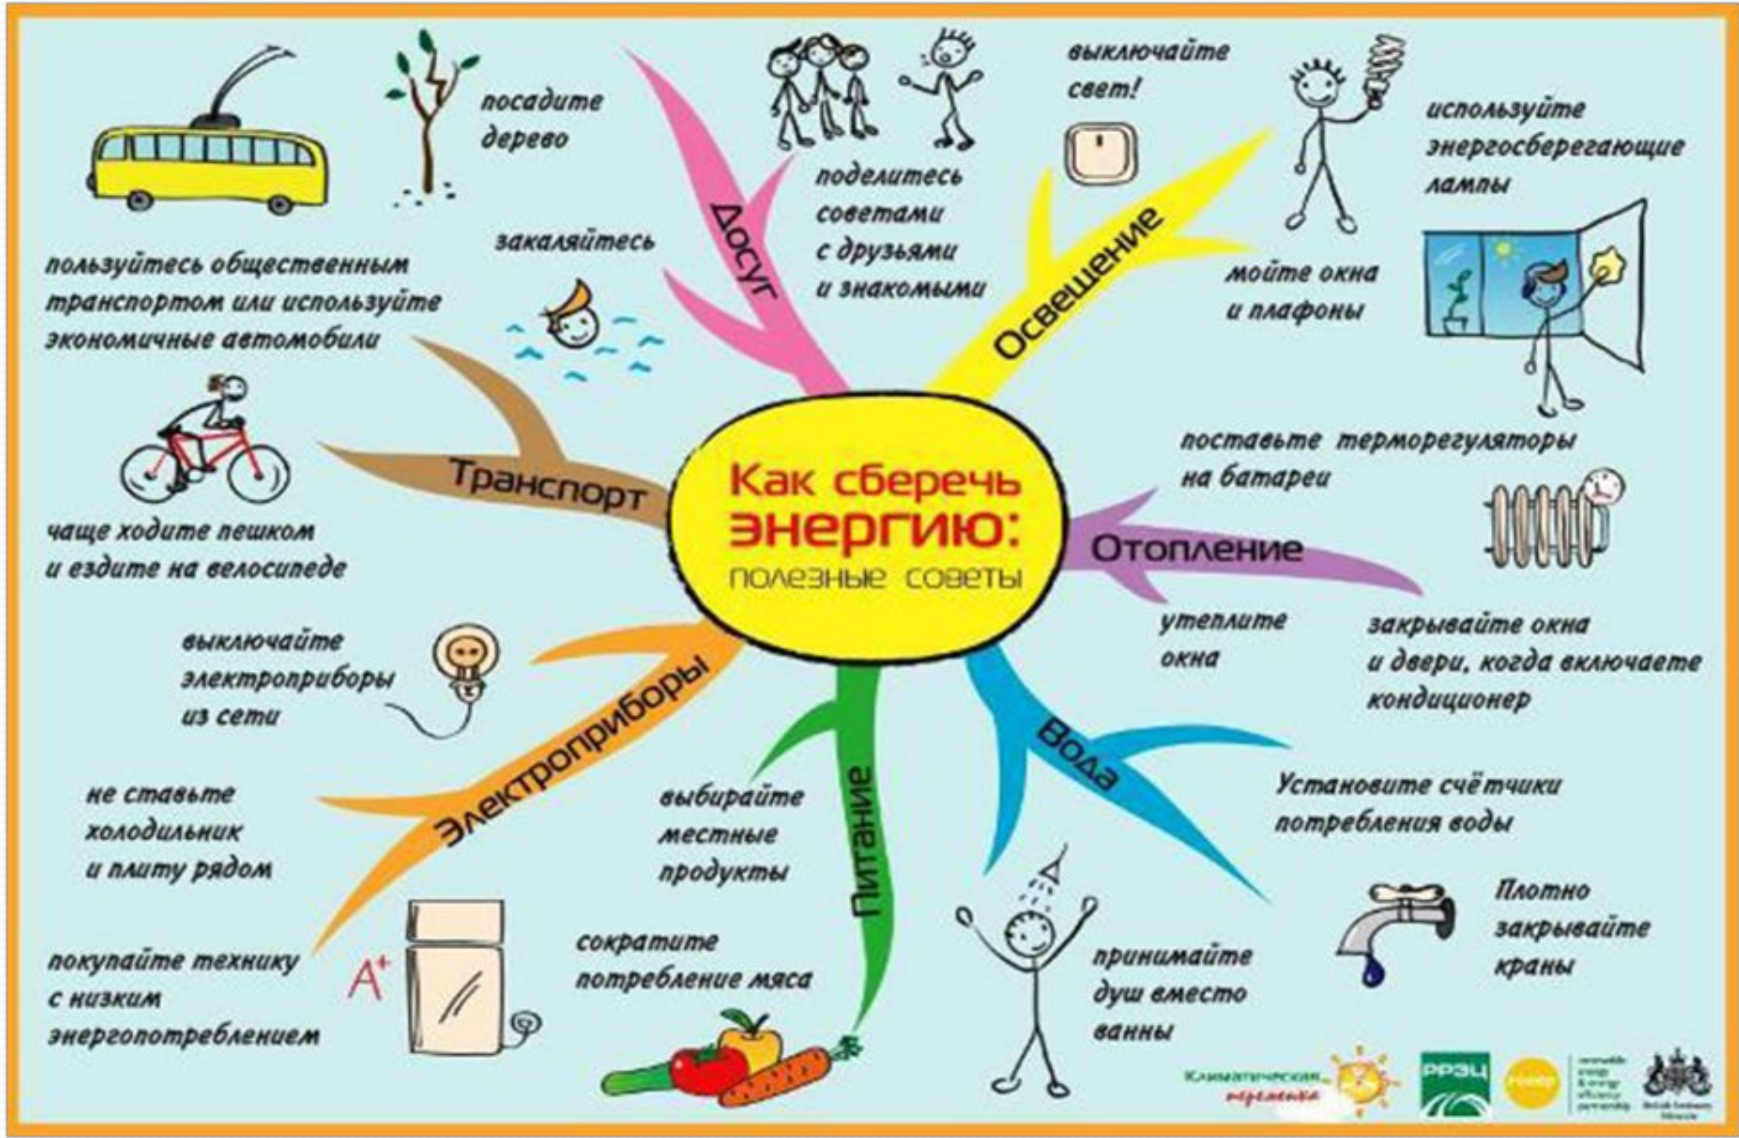 Как сберечь
энергию:
полезные советы
Досуг
посадите
дерево
закаляйтесь
поделитесь
советами
с друзьями
и знакомыми
Освещение
выключайте
свет!
используйте
энергосберегающие
лампы
мойте окна
и плафоны
Отопление
поставьте терморегуляторы
на батареи
утеплите
окна
закрывайте окна
и двери, когда включаете
кондиционер
Вода
Установите счётчики
потребления воды
Плотно
закрывайте
краны
принимайте
душ вместо
ванны
Питание
выбирайте
местные
продукты
сократите
потребление мяса
Электроприборы
выключайте
электроприборы
из сети
не ставьте
холодильник
и плиту рядом
покупайте технику
с низким
энергопотреблением
A+
Транспорт
пользуйтесь общественным
транспортом или используйте
экономичные автомобили
чаще ходите пешком
и ездите на велосипеде
Климатическая
переменка
РРЭЦ